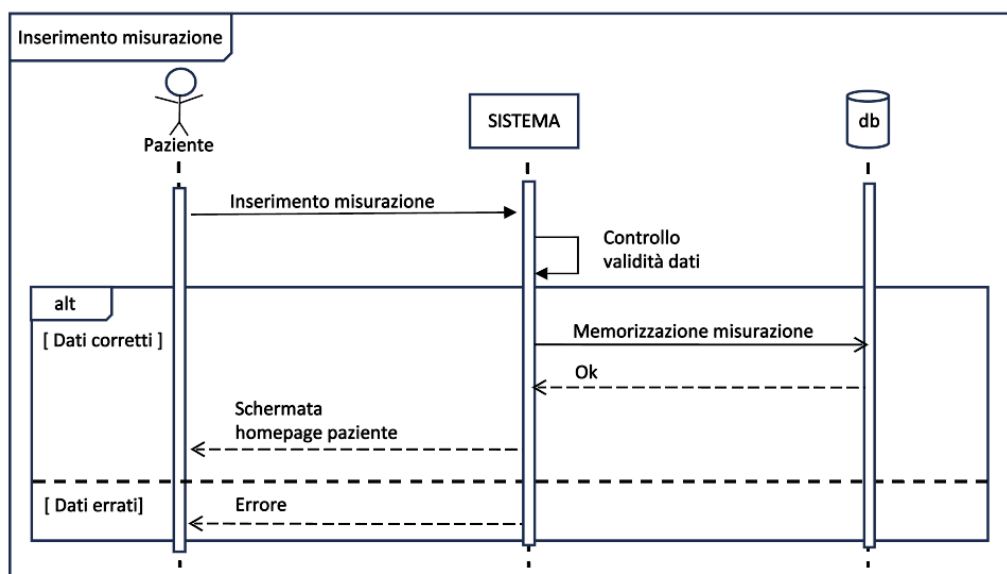 Inserimento misurazione
Paziente
SISTEMA
db
Inserimento misurazione
Controllo
validità dati
alt
[ Dati corretti ]
Memorizzazione misurazione
Ok
Schermata
homepage paziente
[ Dati errati]
Errore